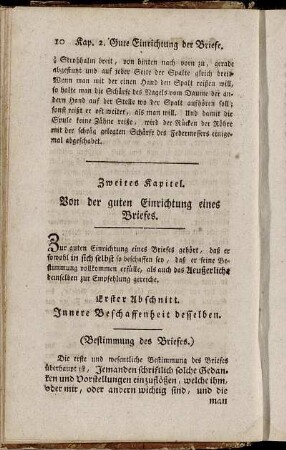 10 Kap. 2. Gute Einrichtung der Briefe.
½ Strohhalm breit, von hinten nach vorn zu, gerade
abgestutzt und auf jeder Seite der Spalte gleich breit.
Wenn man mit der einen Hand den Spalt reißen will,
so halte man die Schärfe des Nagels vom Daume der an-
dern Hand auf der Stelle wo der Spalt aufhören soll;
sonst reißt er oft weiter, als man will. Und damit die
Spule keine Zähne reiße, wird der Rücken der Röhre
mit der schräg gelegten Schärfe des Federmessers einige-
mal abgeschabet.
Zweites Kapitel.
Von der guten Einrichtung eines
Briefes.
Zur guten Einrichtung eines Briefes gehört, daß er
sowohl in sich selbst so beschaffen sey, daß er seine Be-
stimmung vollkommen erfülle, als auch das Aeußerliche
desselben zur Empfehlung gereiche.
Erster Abschnitt.
Innere Beschaffenheit desselben.
(Bestimmung des Briefes.)
Die erste und wesentliche Bestimmung des Briefes
überhaupt ist, Jemanden schriftlich solche Gedan-
ken und Vorstellungen einzuflößen, welche ihm,
oder mir, oder andern wichtig sind, und die
man